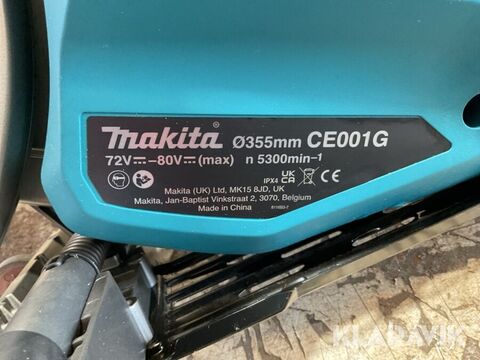 makita® Ø355mm CE001G
72V⎓–80V⎓(max) n 5300min-1
IPX4 UK CA CE
Makita (UK) Ltd, MK15 8JD, UK
Makita, Jan-Baptist Vinkstraat 2, 3070, Belgium
Made in China
KLARAVIK